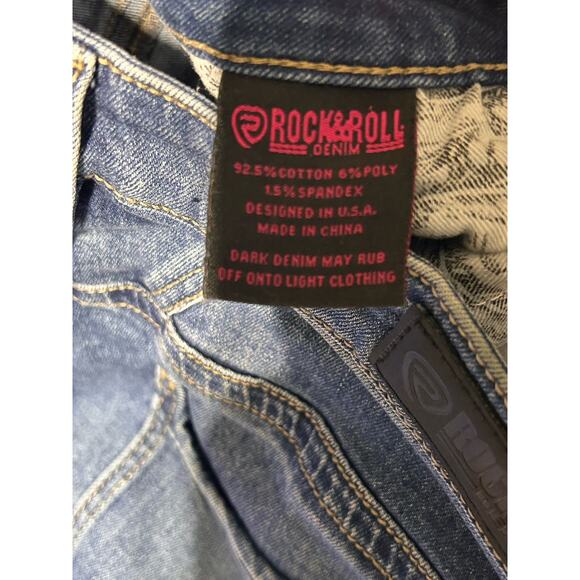 ROCK&ROLL
DENIM
92.5%COTTON 6%POLY
1.5%SPANDEX
DESIGNED IN U.S.A.
MADE IN CHINA
DARK DENIM MAY RUB
OFF ONTO LIGHT CLOTHING